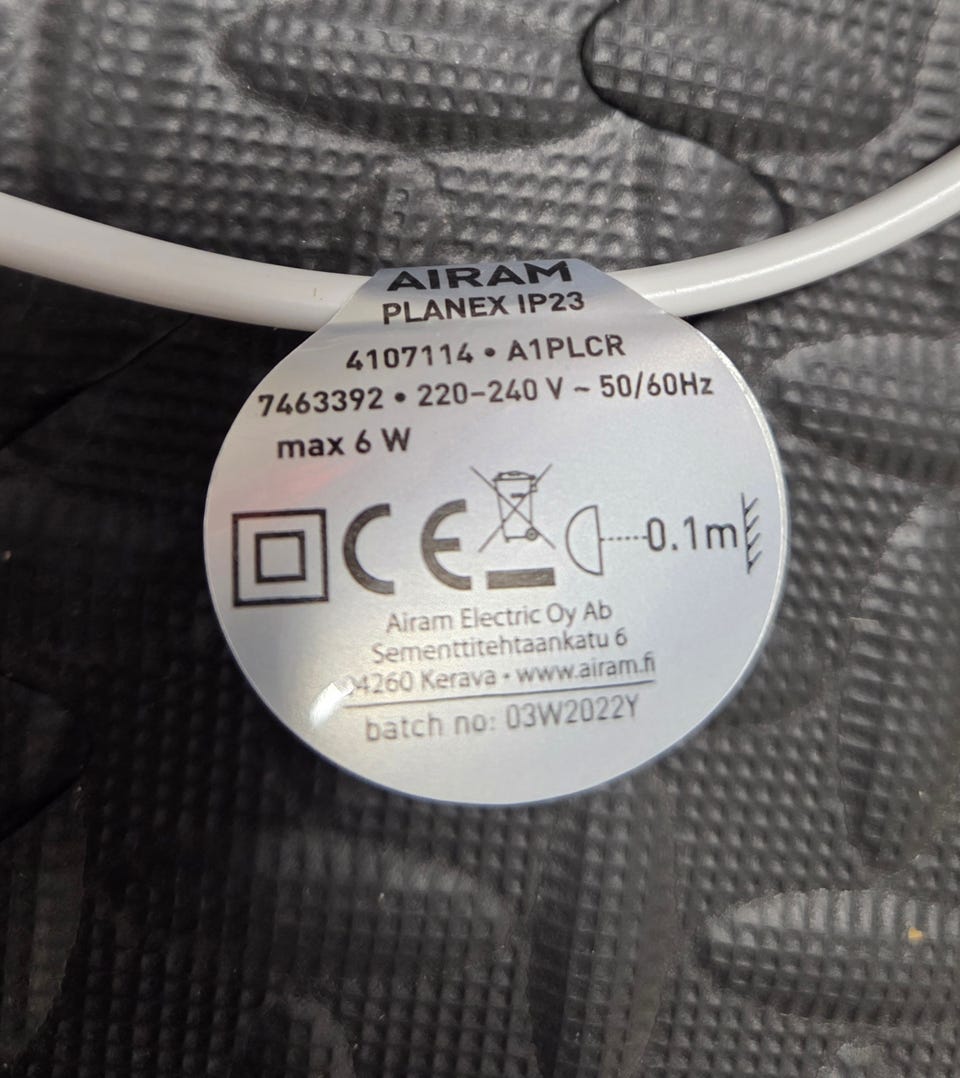 AIRAM
PLANEX IP23
4107114 • A1PLCR
7463392 • 220-240 V ~ 50/60Hz
max 6 W
CE 0.1m
Airam Electric Oy Ab
Sementtitehtaankatu 6
04260 Kerava • www.airam.fi
batch no: 03W2022Y